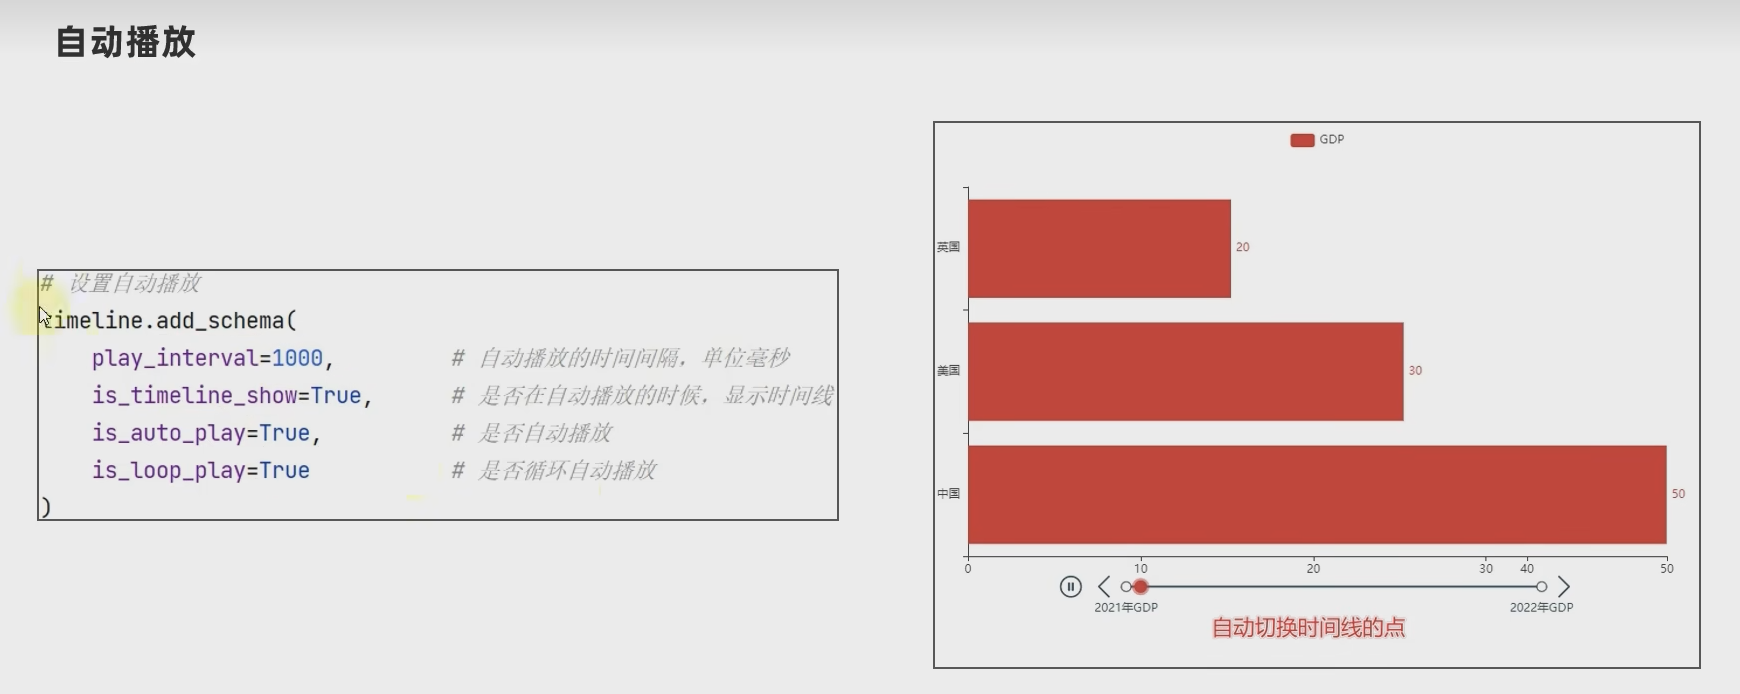 自动播放
# 设置自动播放
timeline.add_schema(
play_interval=1000, # 自动播放的时间间隔，单位毫秒
is_timeline_show=True, # 是否在自动播放的时候，显示时间线
is_auto_play=True, # 是否自动播放
is_loop_play=True # 是否循环自动播放
)
GDP
英国 20
美国 30
中国 50
0 10 20 30 40 50
2021年GDP 2022年GDP
自动切换时间线的点